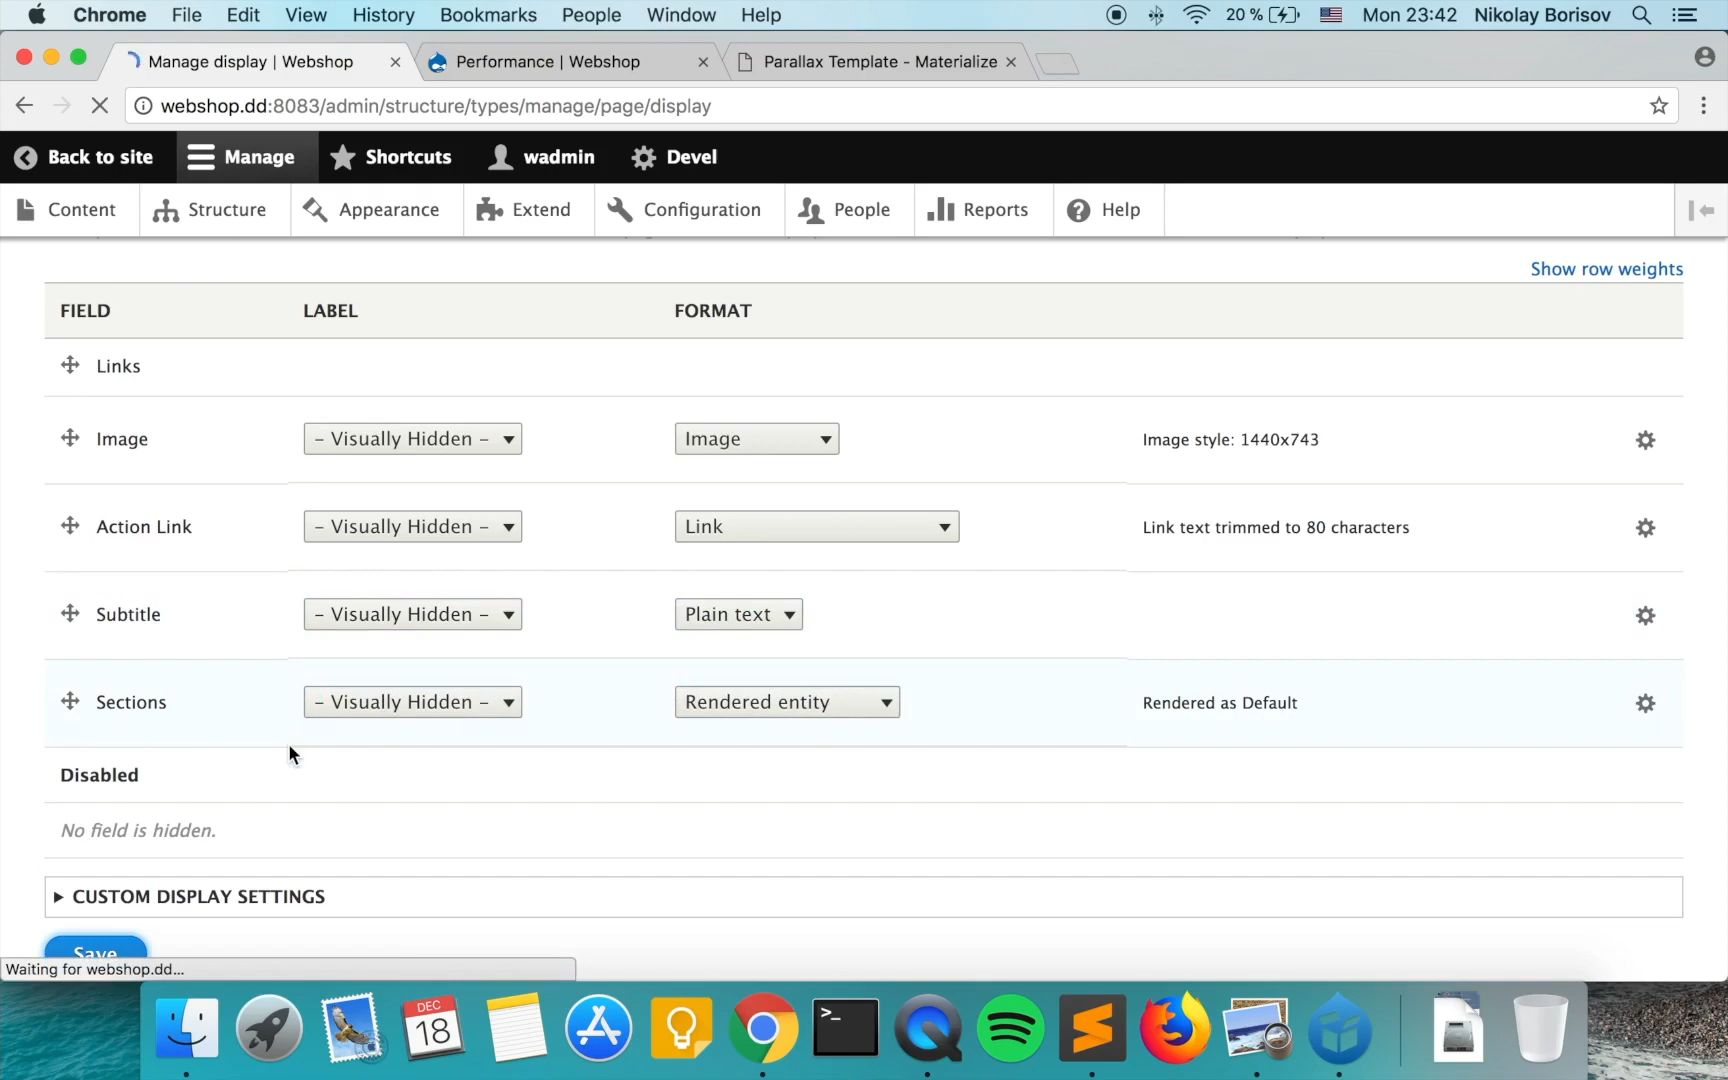 Chrome File Edit View History Bookmarks People Window Help 20 % Mon 23:42 Nikolay Borisov
Manage display | Webshop Performance | Webshop Parallax Template - Materialize
webshop.dd:8083/admin/structure/types/manage/page/display
Back to site Manage Shortcuts wadmin Devel
Content Structure Appearance Extend Configuration People Reports Help
Show row weights
FIELD LABEL FORMAT
Links
Image - Visually Hidden - Image Image style: 1440x743
Action Link - Visually Hidden - Link Link text trimmed to 80 characters
Subtitle - Visually Hidden - Plain text
Sections - Visually Hidden - Rendered entity Rendered as Default
Disabled
No field is hidden.
CUSTOM DISPLAY SETTINGS
Save
Waiting for webshop.dd...
DEC
18